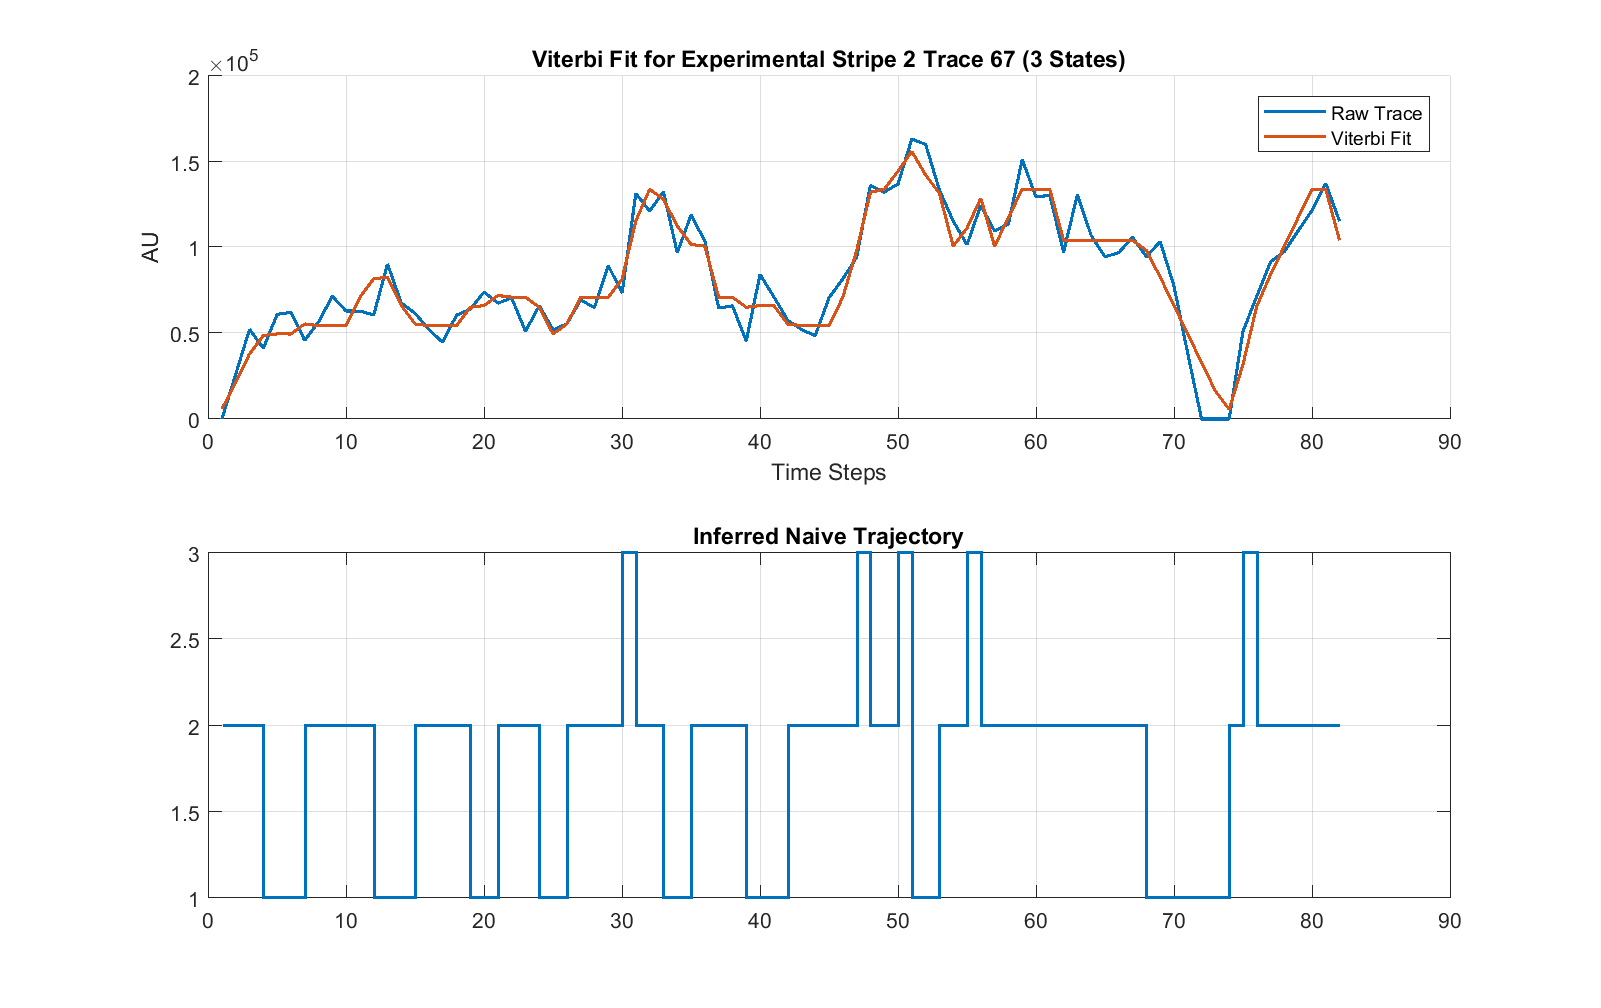 Viterbi Fit for Experimental Stripe 2 Trace 67 (3 States)
×10^5
2
1.5
1
0.5
0
AU
Raw Trace
Viterbi Fit
0 10 20 30 40 50 60 70 80 90
Time Steps
Inferred Naive Trajectory
3
2.5
2
1.5
1
0 10 20 30 40 50 60 70 80 90